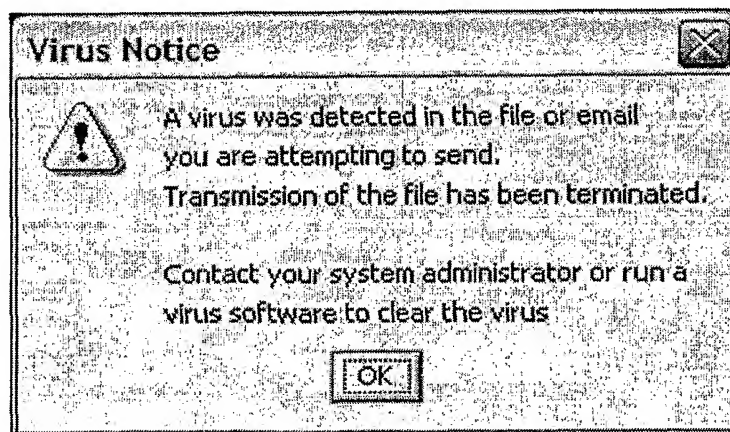 Virus Notice
A virus was detected in the file or email
you are attempting to send.
Transmission of the file has been terminated.
Contact your system administrator or run a
virus software to clear the virus
OK